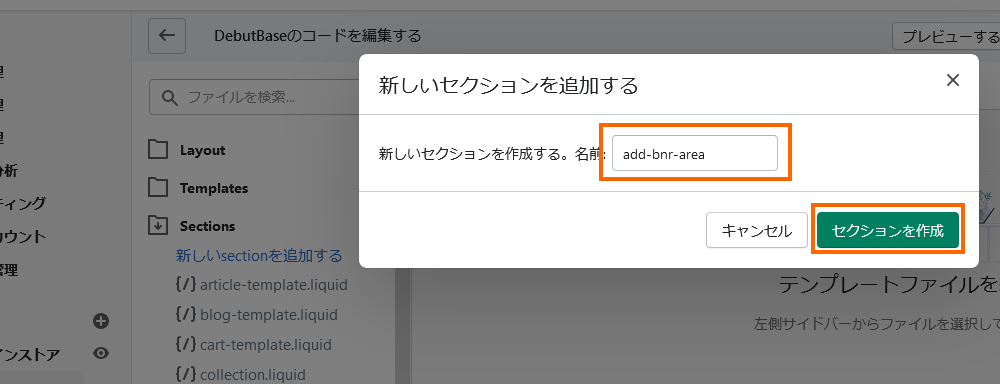 DebutBaseのコードを編集する
プレビューする
ファイルを検索...
Layout
Templates
Sections
新しいsectionを追加する
{/} article-template.liquid
{/} blog-template.liquid
{/} cart-template.liquid
{/} collection.liquid
理
理
理
分析
ティング
カウント
管理
インストア
新しいセクションを追加する
新しいセクションを作成する。名前:
add-bnr-area
キャンセル
セクションを作成
テンプレートファイルを
左側サイドバーからファイルを選択して